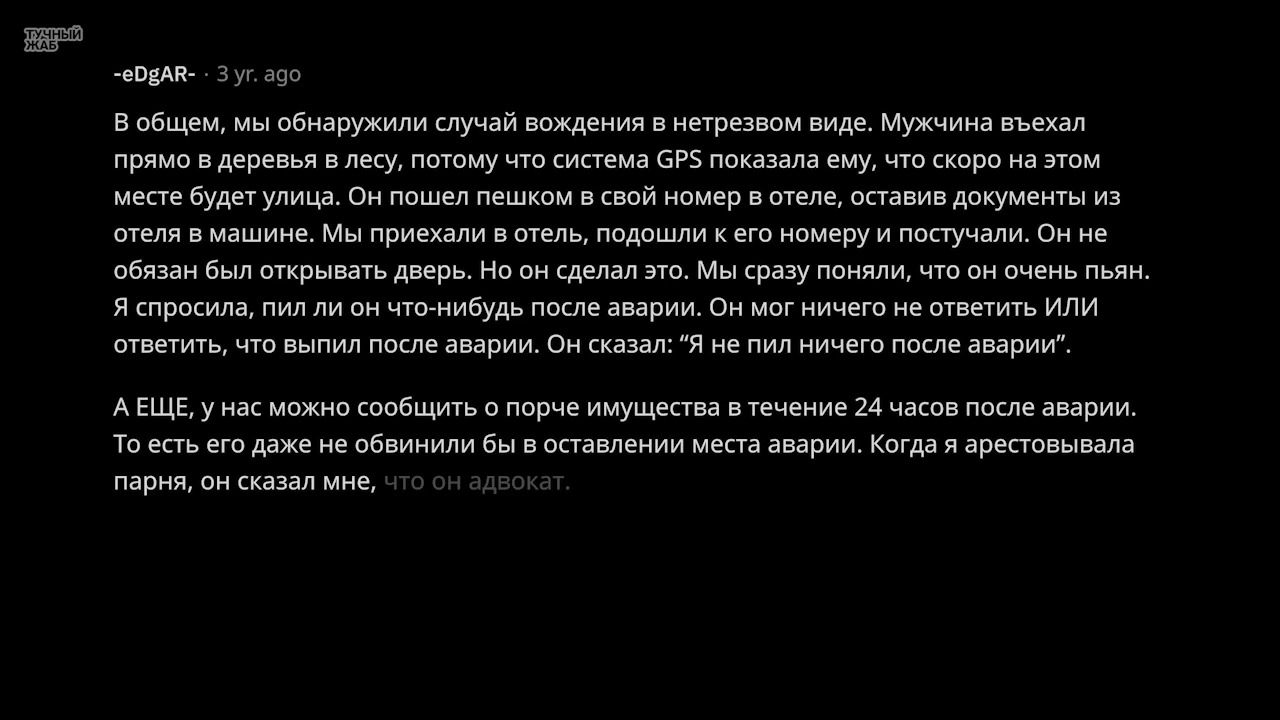 ТУЧНЫЙ
ЖАБ
-eDgAR- · 3 yr. ago
В общем, мы обнаружили случай вождения в нетрезвом виде. Мужчина въехал
прямо в деревья в лесу, потому что система GPS показала ему, что скоро на этом
месте будет улица. Он пошел пешком в свой номер в отеле, оставив документы из
отеля в машине. Мы приехали в отель, подошли к его номеру и постучали. Он не
обязан был открывать дверь. Но он сделал это. Мы сразу поняли, что он очень пьян.
Я спросила, пил ли он что-нибудь после аварии. Он мог ничего не ответить ИЛИ
ответить, что выпил после аварии. Он сказал: “Я не пил ничего после аварии”.
А ЕЩЕ, у нас можно сообщить о порче имущества в течение 24 часов после аварии.
То есть его даже не обвинили бы в оставлении места аварии. Когда я арестовывала
парня, он сказал мне, что он адвокат.